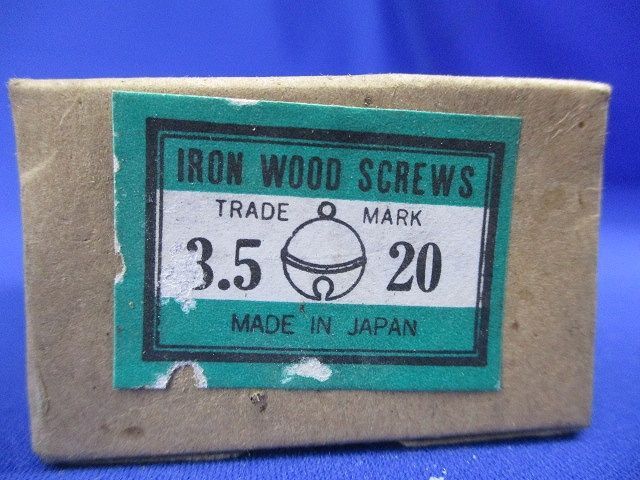 IRON WOOD SCREWS
TRADE MARK
3.5 20
MADE IN JAPAN